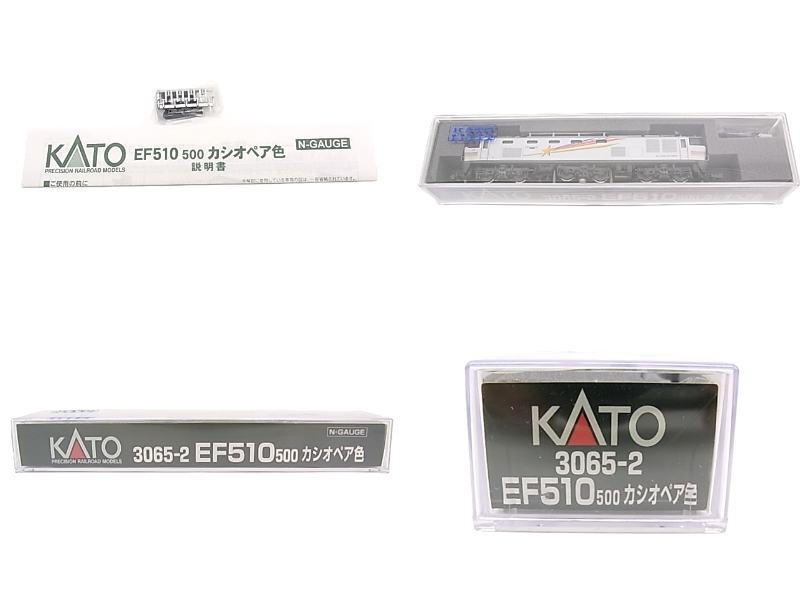 KATO
PRECISION RAILROAD MODELS
EF510 500 カシオペア色
N-GAUGE
説明書
■ご使用の前に
KATO
EF510
KATO
PRECISION RAILROAD MODELS
3065-2 EF510 500 カシオペア色
N-GAUGE
KATO
3065-2
EF510 500 カシオペア色